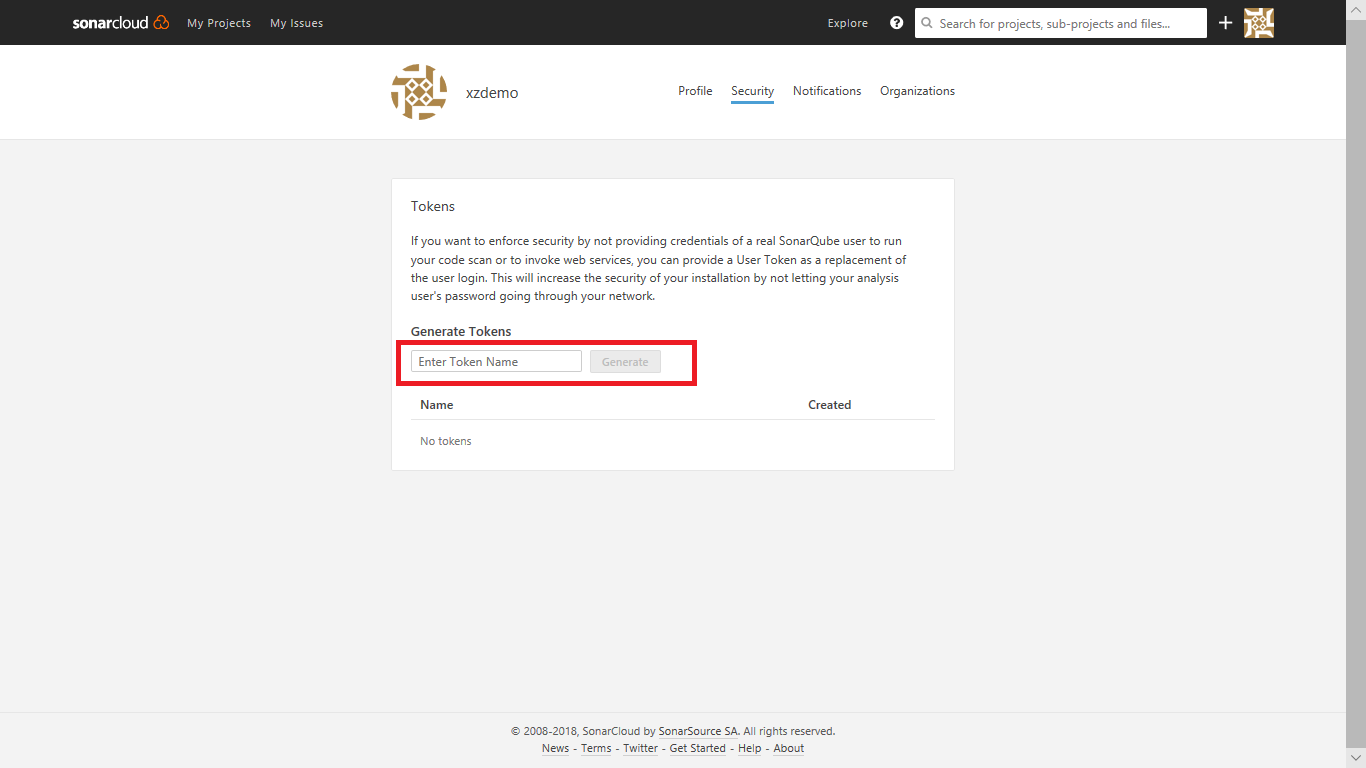 sonarcloud My Projects My Issues Explore ? Search for projects, sub-projects and files... +
xzdemo Profile Security Notifications Organizations
Tokens
If you want to enforce security by not providing credentials of a real SonarQube user to run
your code scan or to invoke web services, you can provide a User Token as a replacement of
the user login. This will increase the security of your installation by not letting your analysis
user's password going through your network.
Generate Tokens
Enter Token Name Generate
Name Created
No tokens
© 2008-2018, SonarCloud by SonarSource SA. All rights reserved.
News - Terms - Twitter - Get Started - Help - About